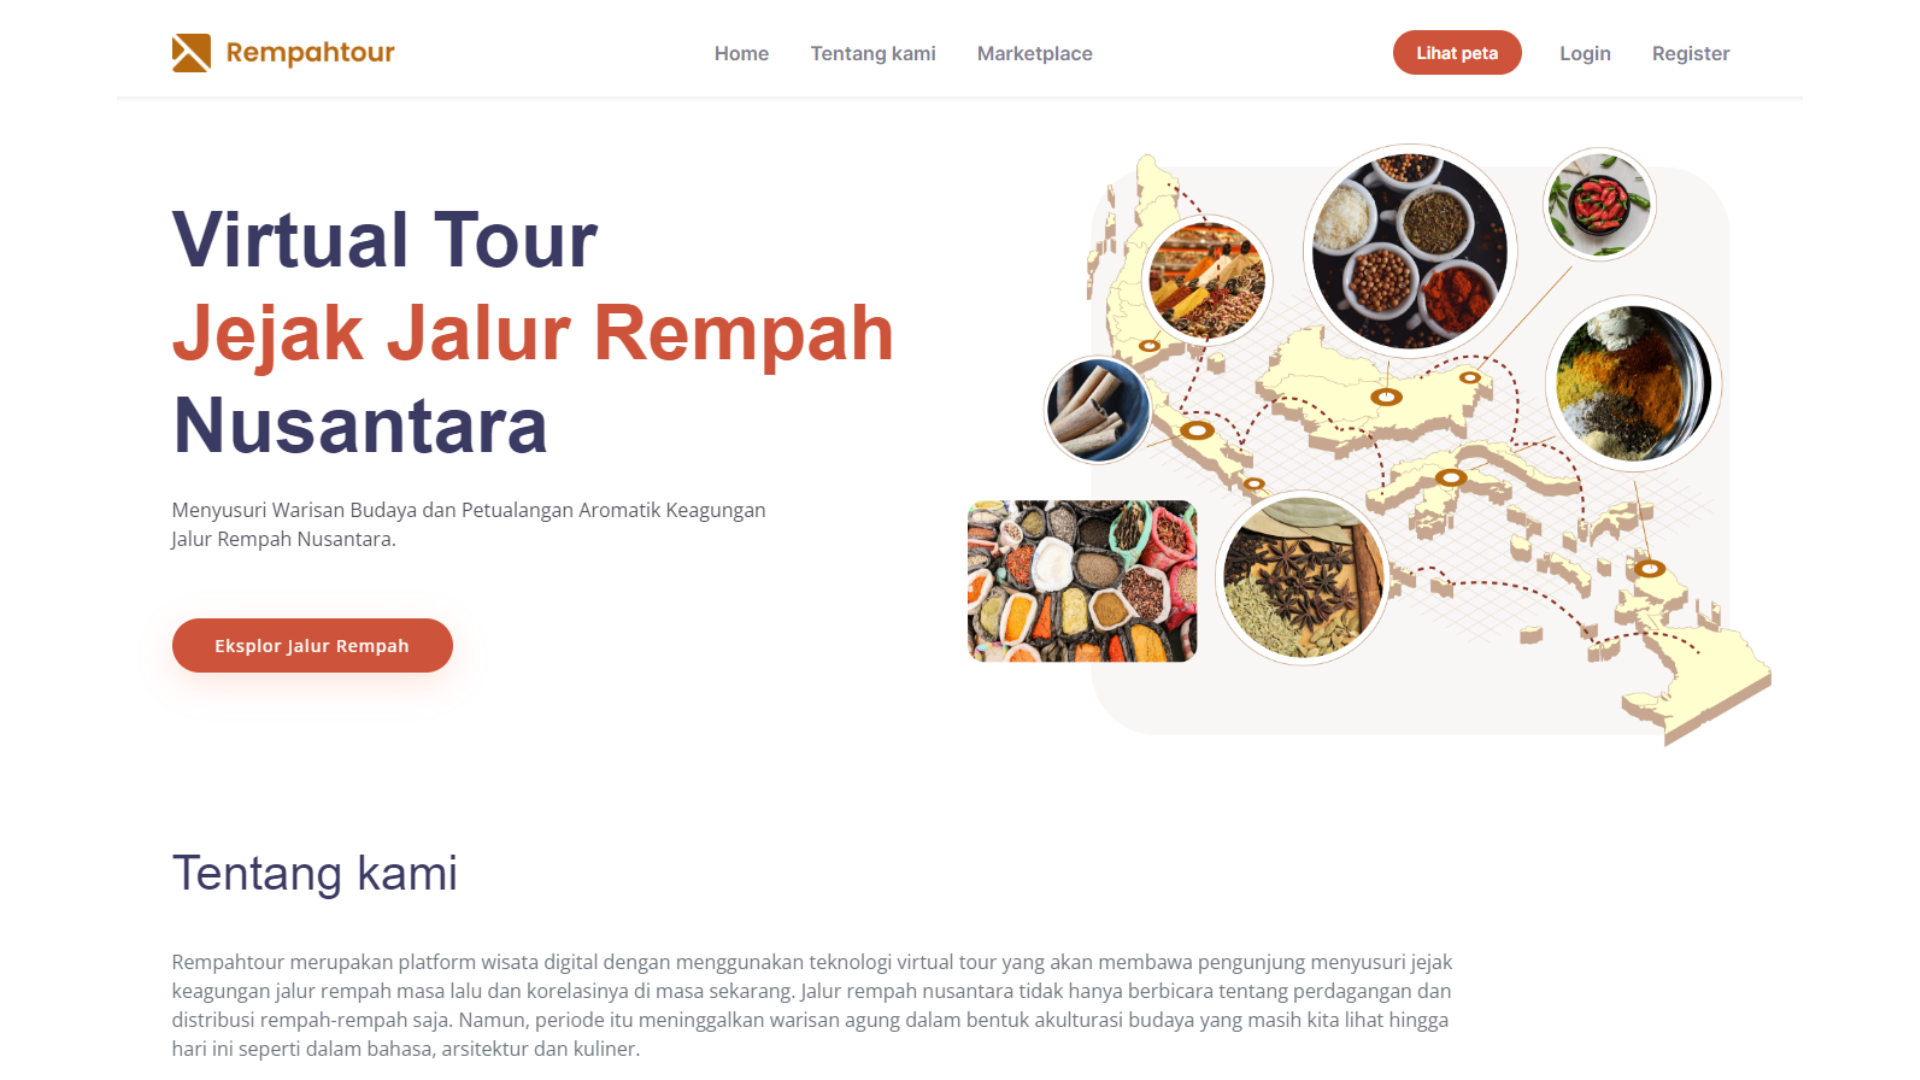 Rempahtour
Home
Tentang kami
Marketplace
Lihat peta
Login
Register
Virtual Tour
Jejak Jalur Rempah
Nusantara
Menyusuri Warisan Budaya dan Petualangan Aromatik Keagungan
Jalur Rempah Nusantara.
Eksplor Jalur Rempah
Tentang kami
Rempahtour merupakan platform wisata digital dengan menggunakan teknologi virtual tour yang akan membawa pengunjung menyusuri jejak
keagungan jalur rempah masa lalu dan korelasinya di masa sekarang. Jalur rempah nusantara tidak hanya berbicara tentang perdagangan dan
distribusi rempah-rempah saja. Namun, periode itu meninggalkan warisan agung dalam bentuk akulturasi budaya yang masih kita lihat hingga
hari ini seperti dalam bahasa, arsitektur dan kuliner.